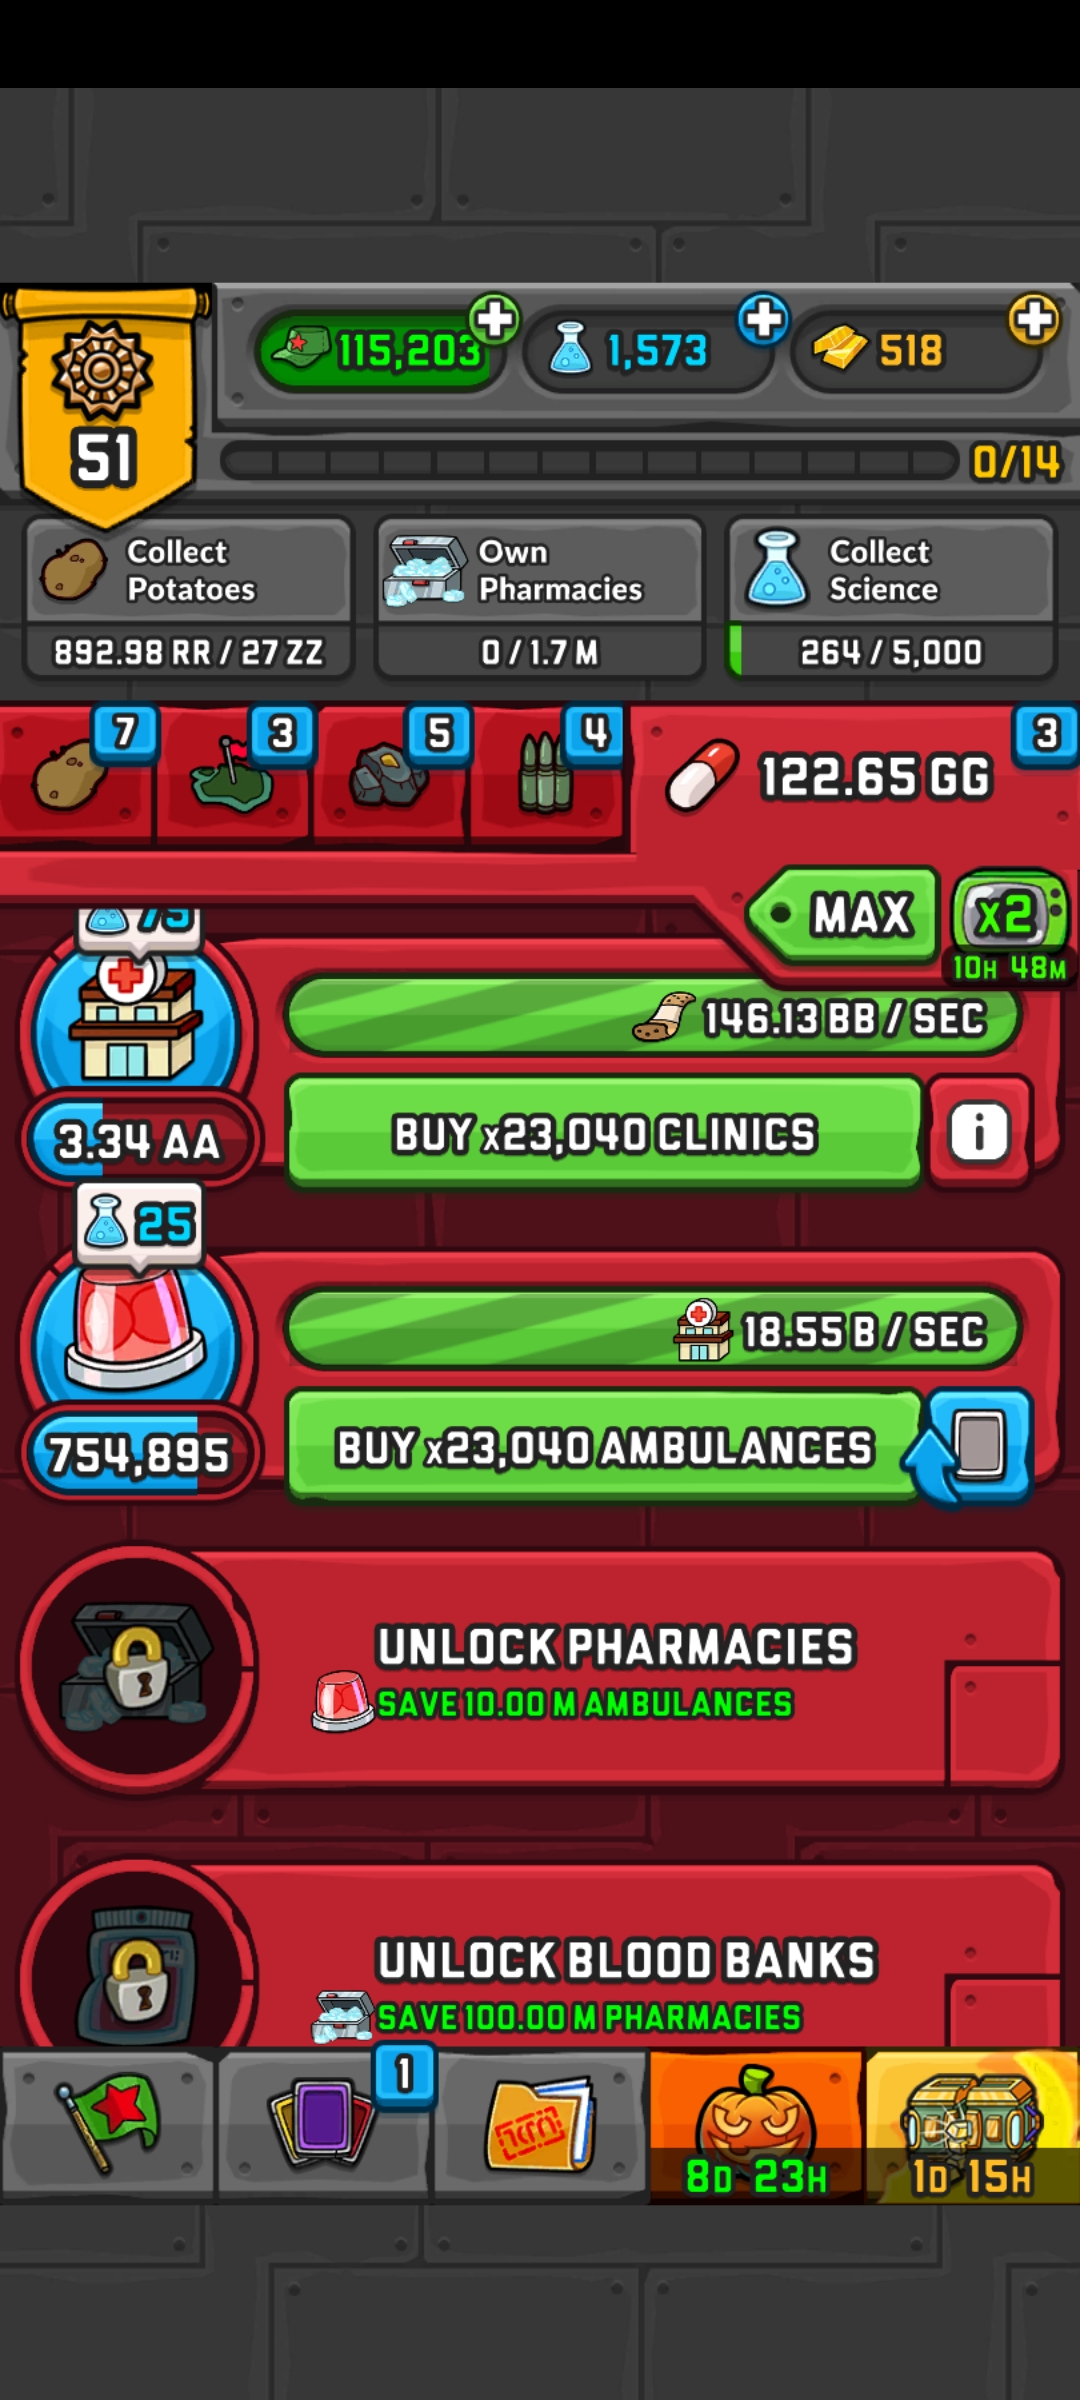 115,203
1,573
518
51
0/14
Collect
Potatoes
892.98 RR / 27 ZZ
Own
Pharmacies
0 / 1.7 M
Collect
Science
264 / 5,000
7
3
5
4
122.65 GG
3
MAX
x2
10H 48M
75
146.13 BB / SEC
3.34 AA
BUY x23,040 CLINICS
i
25
18.55 B / SEC
754,895
BUY x23,040 AMBULANCES
UNLOCK PHARMACIES
SAVE 10.00 M AMBULANCES
UNLOCK BLOOD BANKS
SAVE 100.00 M PHARMACIES
1
8D 23H
1D 15H